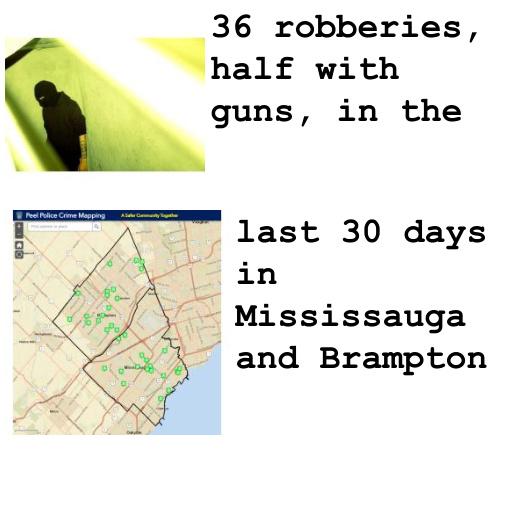 36 robberies,
half with
guns, in the
Peel Police Crime Mapping
A Safer Community Together
last 30 days
in
Mississauga
and Brampton